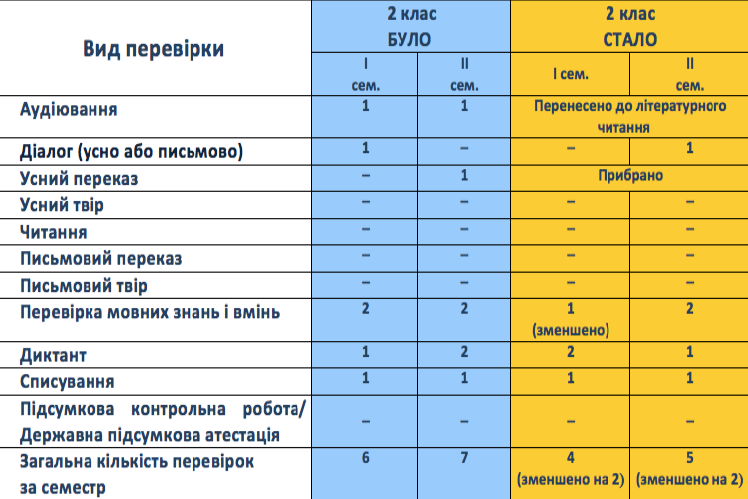 Вид перевірки
2 клас
БУЛО
2 клас
СТАЛО
І
сем.
ІІ
сем.
І сем.
ІІ
сем.
Аудіювання 1 1 Перенесено до літературного
читання
Діалог (усно або письмово) 1 – – 1
Усний переказ – 1 Прибрано
Усний твір – – – –
Читання – – – –
Письмовий переказ – – – –
Письмовий твір – – – –
Перевірка мовних знань і вмінь 2 2 1 2
(зменшено)
Диктант 1 2 2 1
Списування 1 1 1 1
Підсумкова контрольна робота/
Державна підсумкова атестація – – – –
Загальна кількість перевірок 6 7 4 5
за семестр (зменшено на 2) (зменшено на 2)